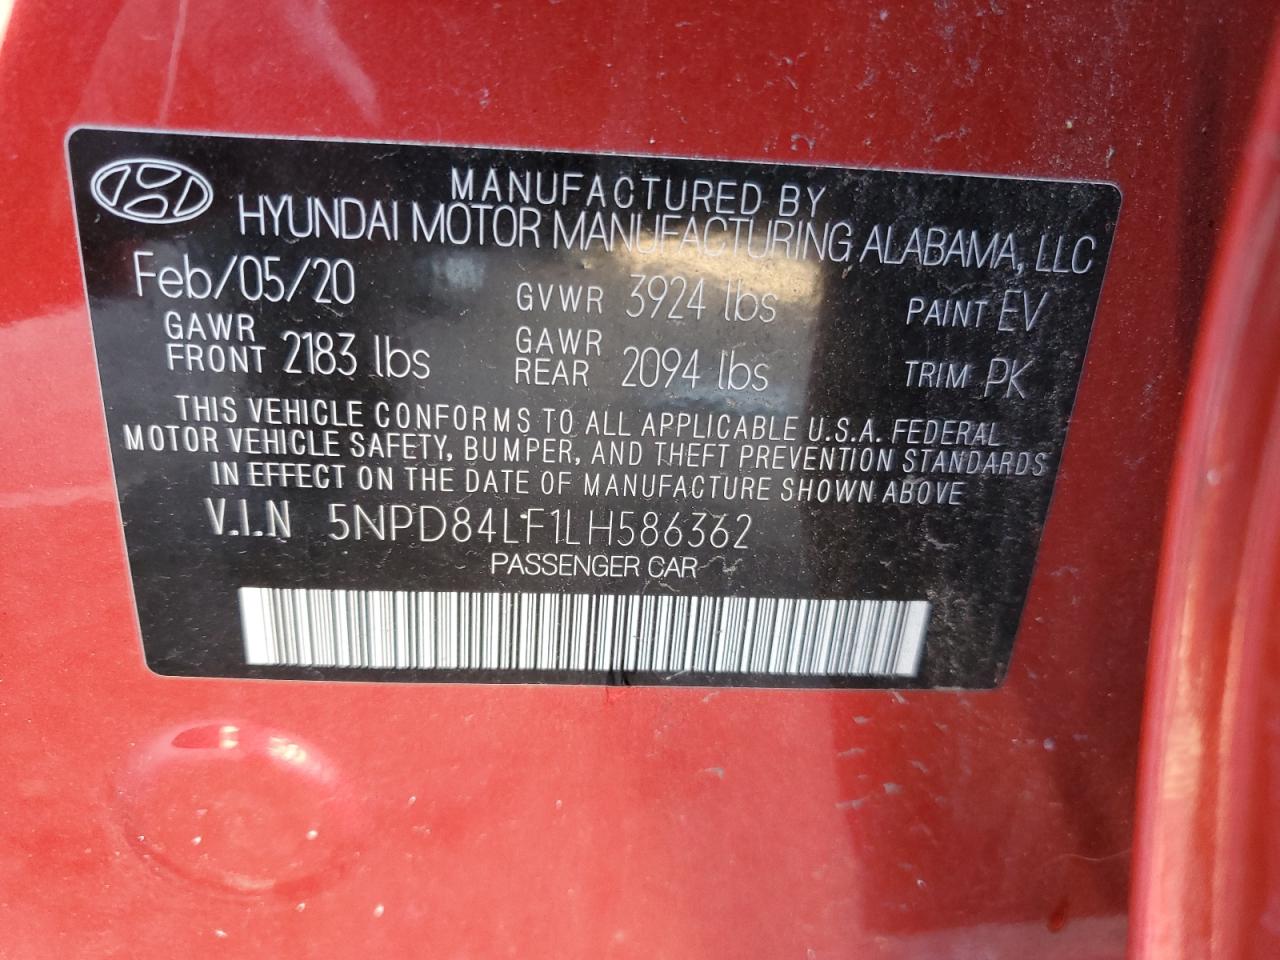 MANUFACTURED BY
HYUNDAI MOTOR MANUFACTURING ALABAMA, LLC
Feb/05/20 GVWR 3924 lbs PAINT EV
GAWR FRONT 2183 lbs GAWR REAR 2094 lbs TRIM PK
THIS VEHICLE CONFORMS TO ALL APPLICABLE U.S.A. FEDERAL
MOTOR VEHICLE SAFETY, BUMPER, AND THEFT PREVENTION STANDARDS
IN EFFECT ON THE DATE OF MANUFACTURE SHOWN ABOVE
V.I.N 5NPD84LF1LH586362
PASSENGER CAR